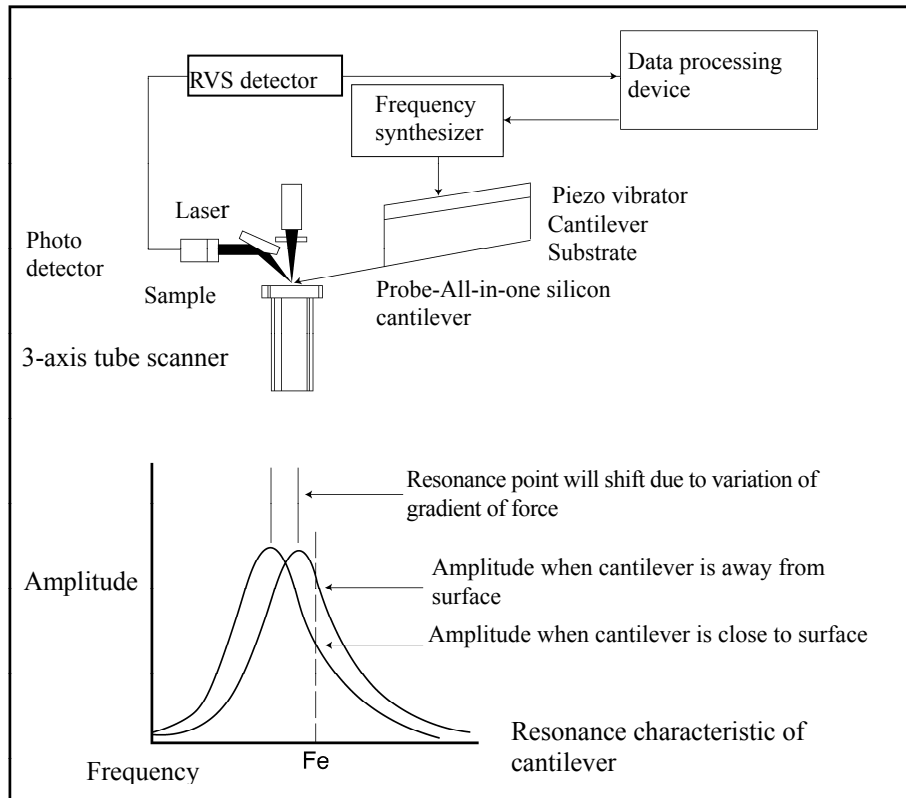 RVS detector
Data processing
device
Frequency
synthesizer
Laser
Photo
detector
Piezo vibrator
Cantilever
Substrate
Sample
Probe-All-in-one silicon
cantilever
3-axis tube scanner
Resonance point will shift due to variation of
gradient of force
Amplitude
Amplitude when cantilever is away from
surface
Amplitude when cantilever is close to surface
Resonance characteristic of
cantilever
Frequency
Fe